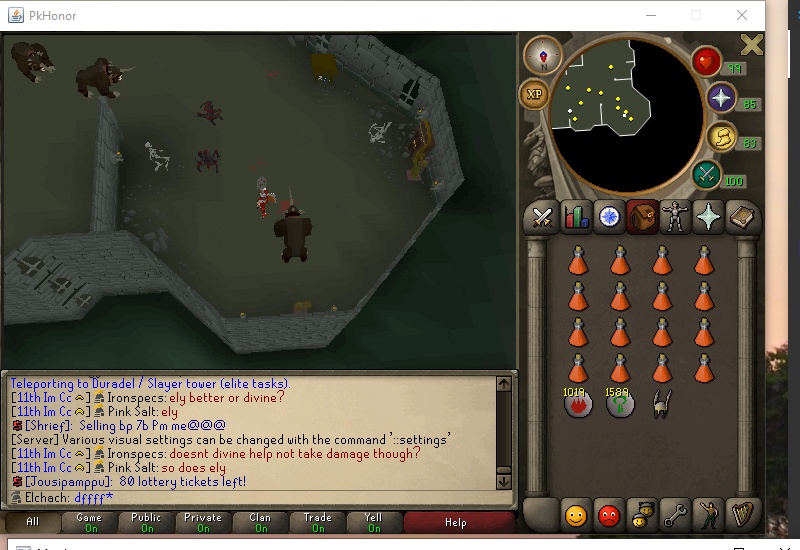 PkHonor
N
99
XP
85
83
100
1019
1589
Teleporting to Duradel / Slayer tower (elite tasks).
[11th Im Cc] Ironspecs: ely better or divine?
[11th Im Cc] Pink Salt: ely
[Shrief]: Selling bp 7b Pm me@@@
[Server] Various visual settings can be changed with the command '::settings'
[11th Im Cc] Ironspecs: doesnt divine help not take damage though?
[11th Im Cc] Pink Salt: so does ely
[Jousipamppu]: 80 lottery tickets left!
Elchach: dffff*
All
Game
On
Public
On
Private
On
Clan
On
Trade
On
Yell
On
Help